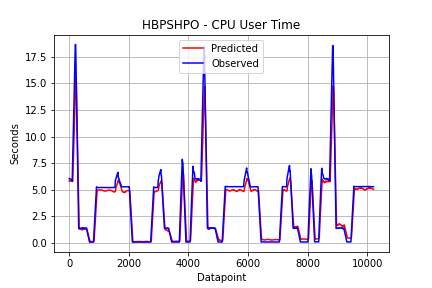 HBPSHPO - CPU User Time
Predicted
Observed
Seconds
17.5
15.0
12.5
10.0
7.5
5.0
2.5
0.0
0 2000 4000 6000 8000 10000
Datapoint